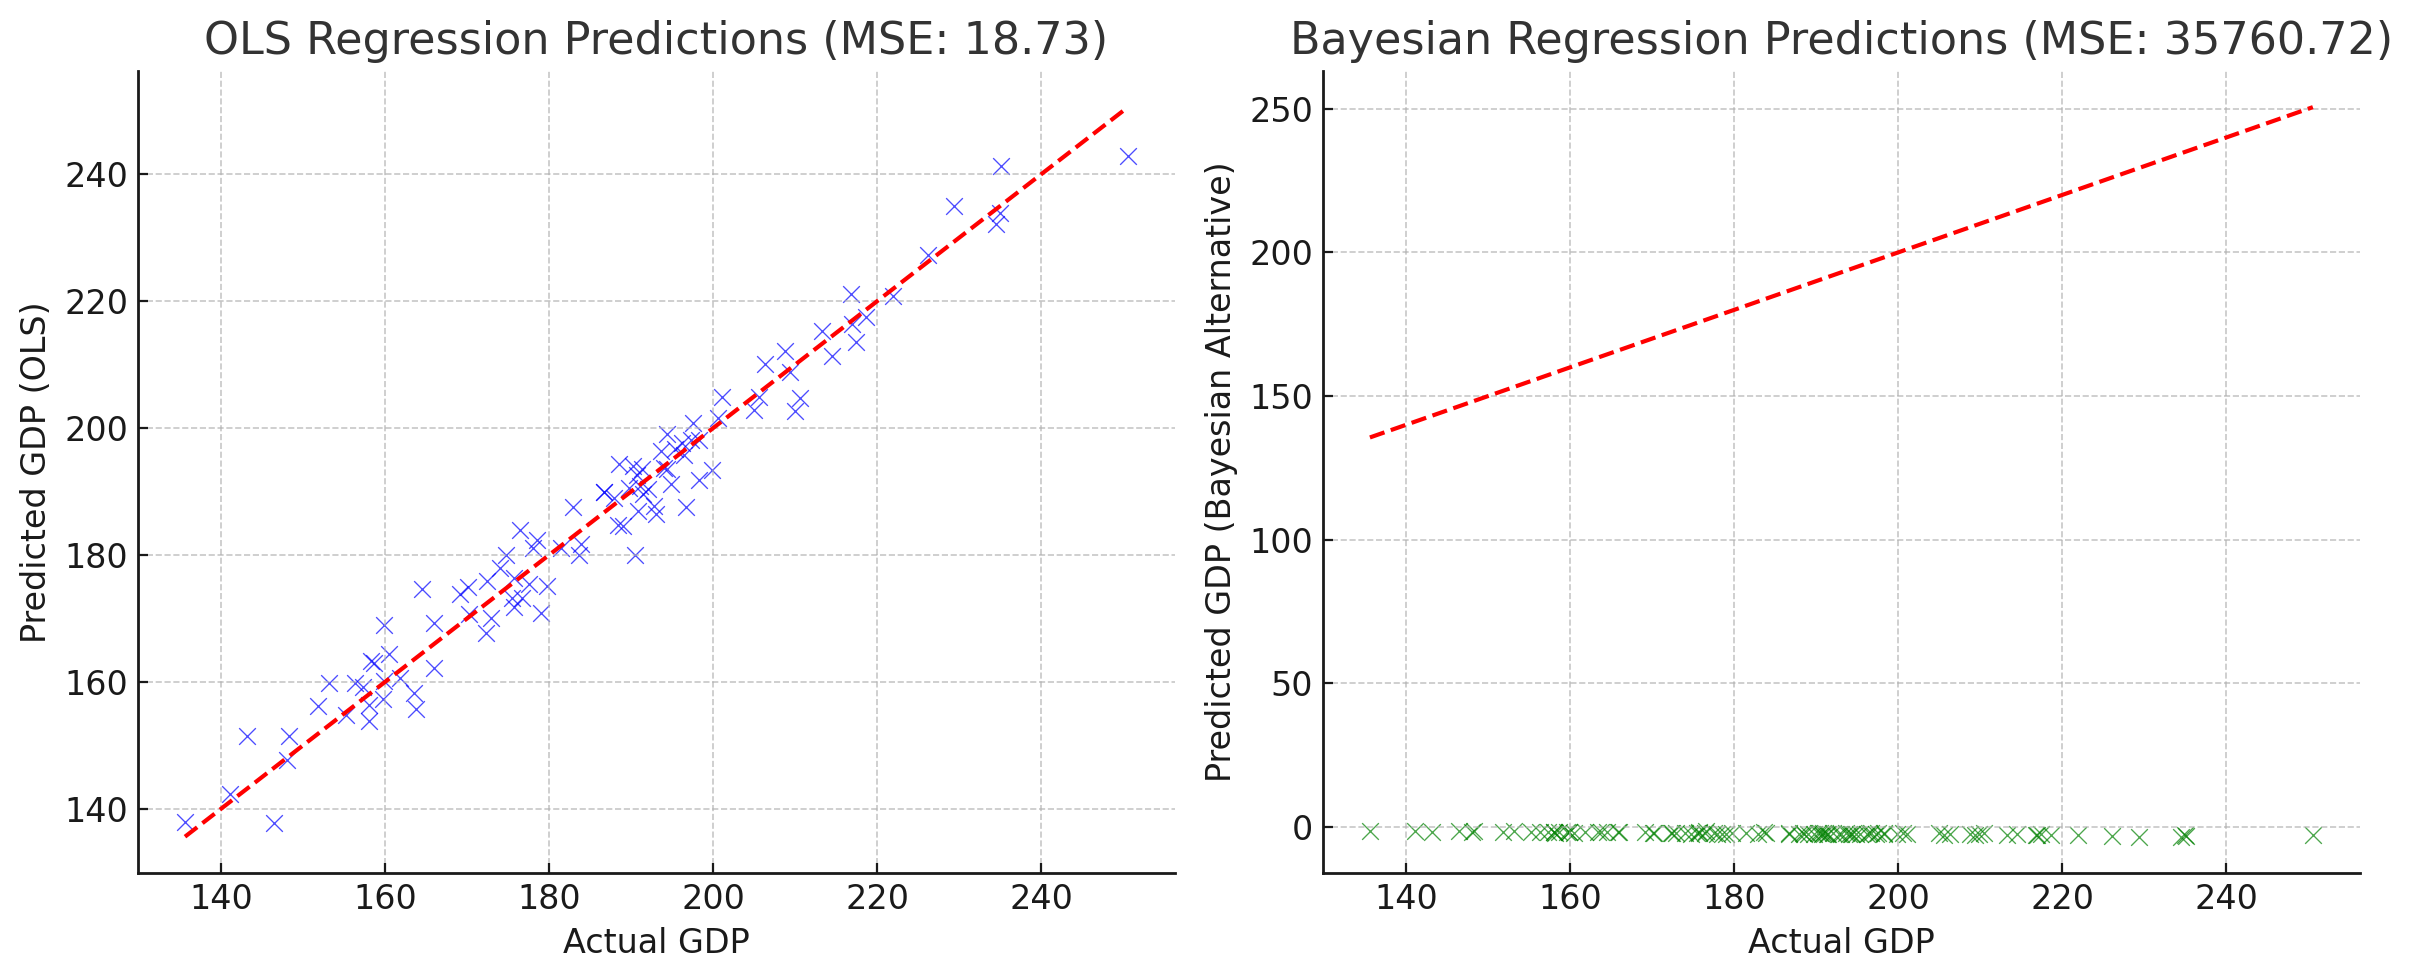 OLS Regression Predictions (MSE: 18.73)
Predicted GDP (OLS)
240
220
200
180
160
140
140 160 180 200 220 240
Actual GDP
Bayesian Regression Predictions (MSE: 35760.72)
Predicted GDP (Bayesian Alternative)
250
200
150
100
50
0
140 160 180 200 220 240
Actual GDP